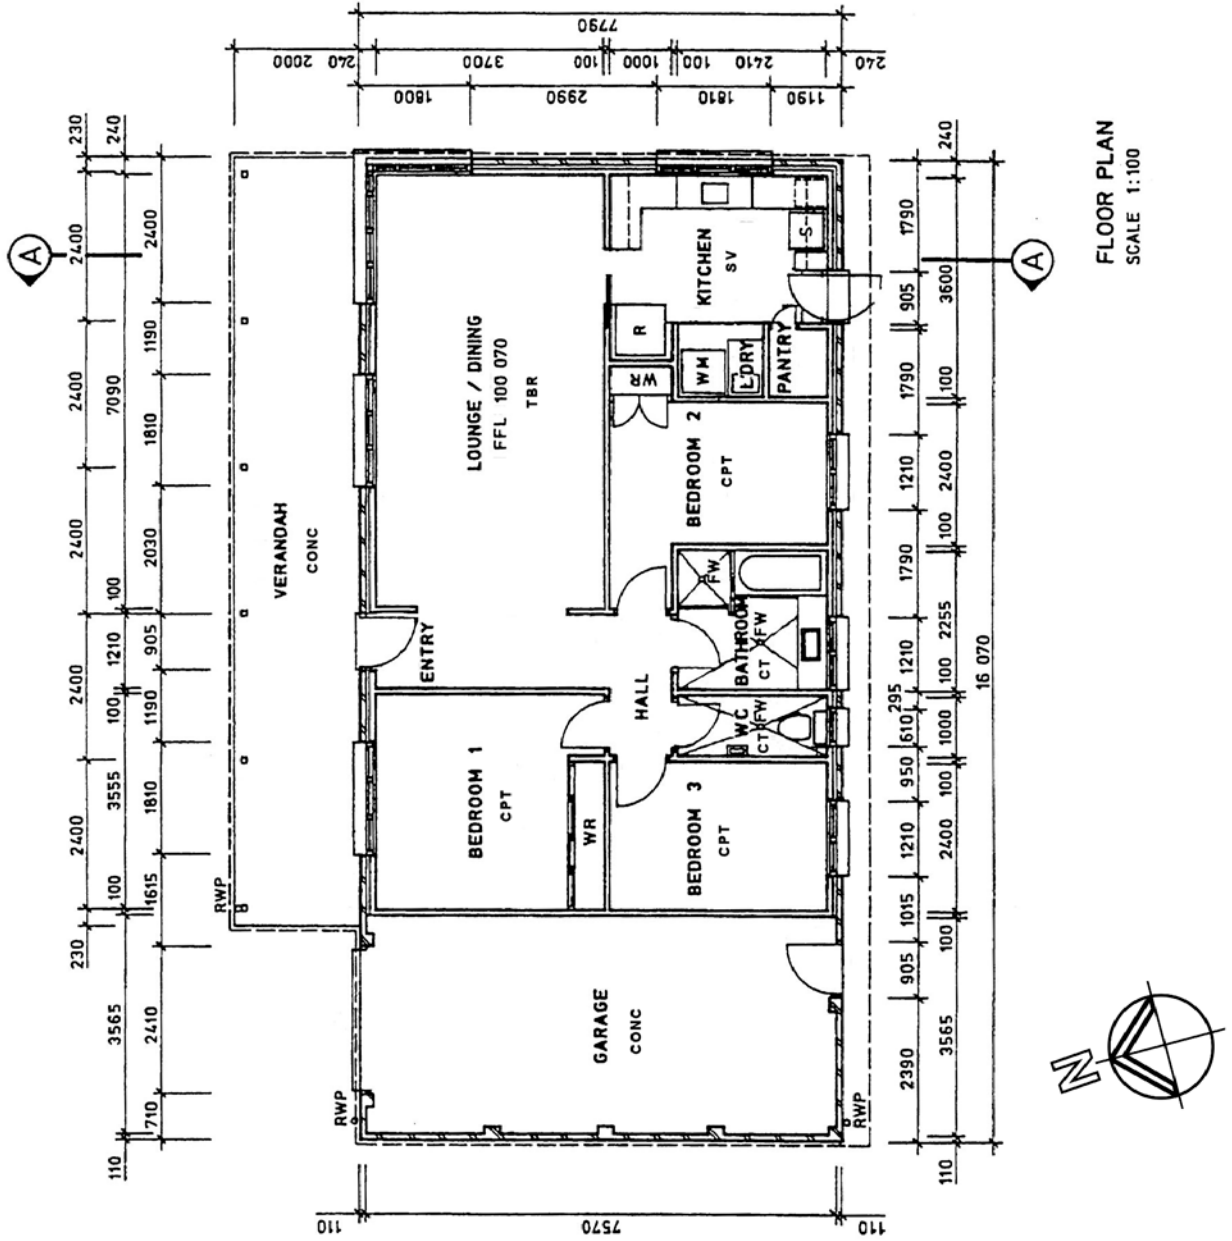 7790
240
2410
100
1000
100
3700
240
2000
1190
1810
2990
1800
230
2400
2400
2400
2400
2400
230
240
7090
100
1210
100
3555
100
3565
110
2400
1190
1810
2030
905
1190
1810
1615
2410
710
A
A
VERANDAH
CONC
RWP
LOUNGE / DINING
FFL 100 070
TBR
KITCHEN
SV
S
R
WR
WM
L'DRY
PANTRY
BEDROOM 2
CPT
ENTRY
HALL
FW
BATHROOM
CT
FW
WC
CT
FW
BEDROOM 1
CPT
WR
BEDROOM 3
CPT
GARAGE
CONC
RWP
RWP
1790
905
1790
1210
1790
1210
295
610
950
1210
1015
905
2390
240
3600
100
2400
100
2255
100
1000
100
2400
100
3565
110
16 070
110
7570
110
N
FLOOR PLAN
SCALE 1:100